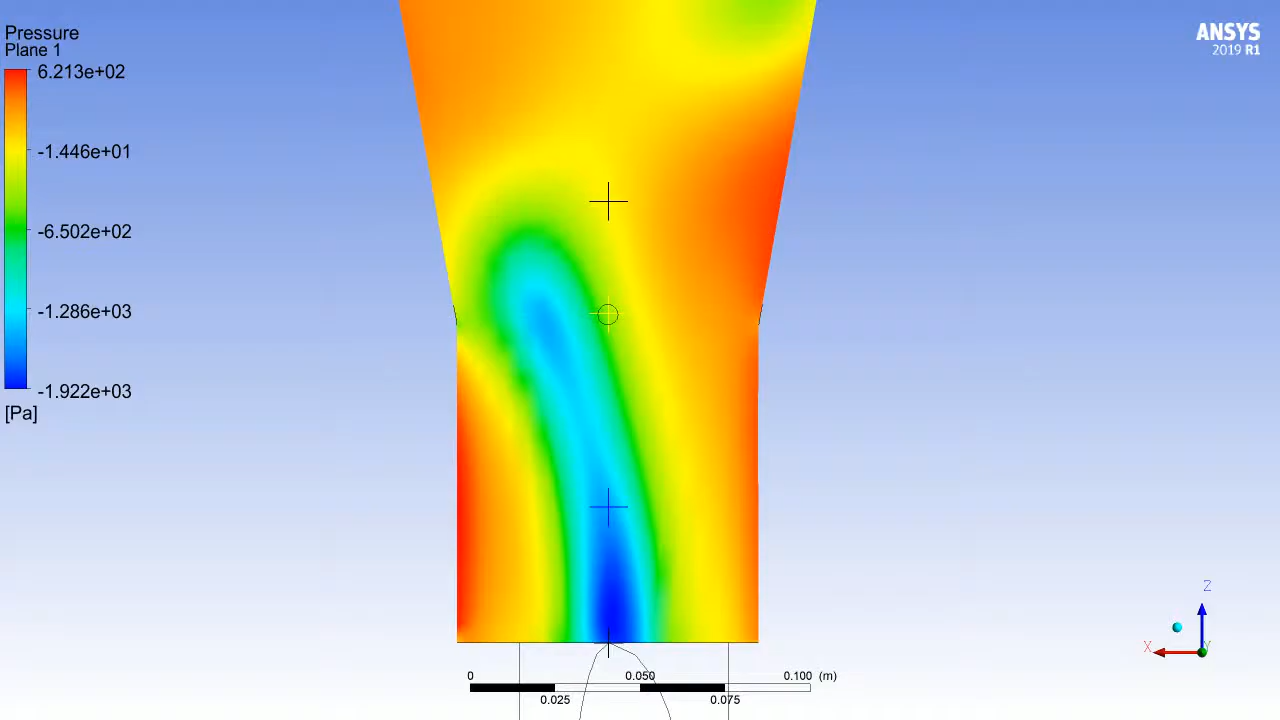 Pressure
Plane 1
6.213e+02
-1.446e+01
-6.502e+02
-1.286e+03
-1.922e+03
[Pa]
ANSYS
2019 R1
Z
X
Y
0 0.050 0.100 (m)
0.025 0.075